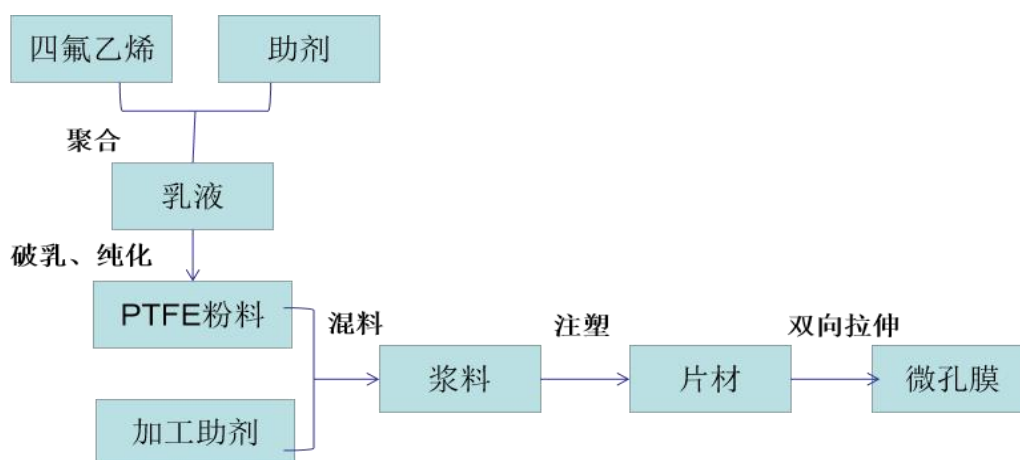 四氟乙烯
助剂
聚合
乳液
破乳、纯化
PTFE粉料
混料
注塑
双向拉伸
浆料
片材
微孔膜
加工助剂